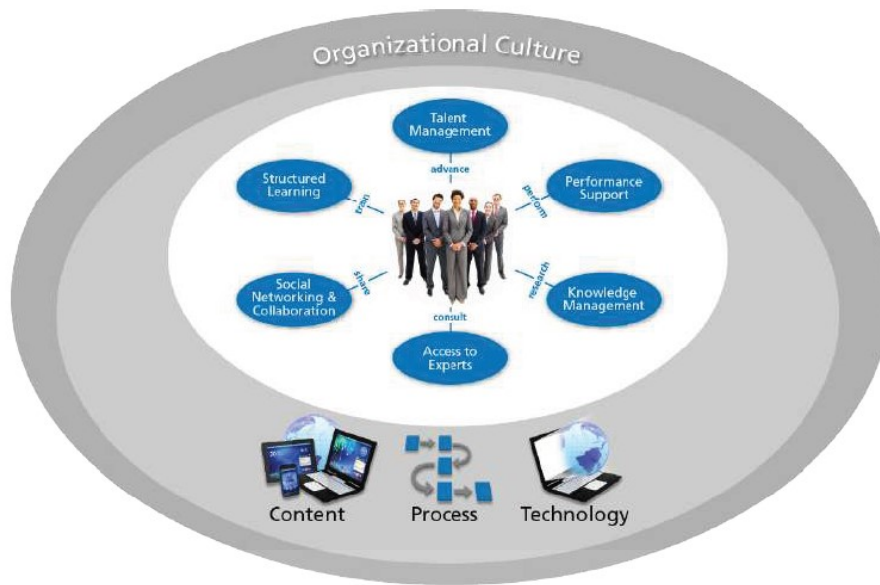 Organizational Culture
Talent
Management
advance
Structured
Learning
train
Performance
Support
perform
Social
Networking &
Collaboration
share
Knowledge
Management
research
consult
Access to
Experts
Content
Process
Technology